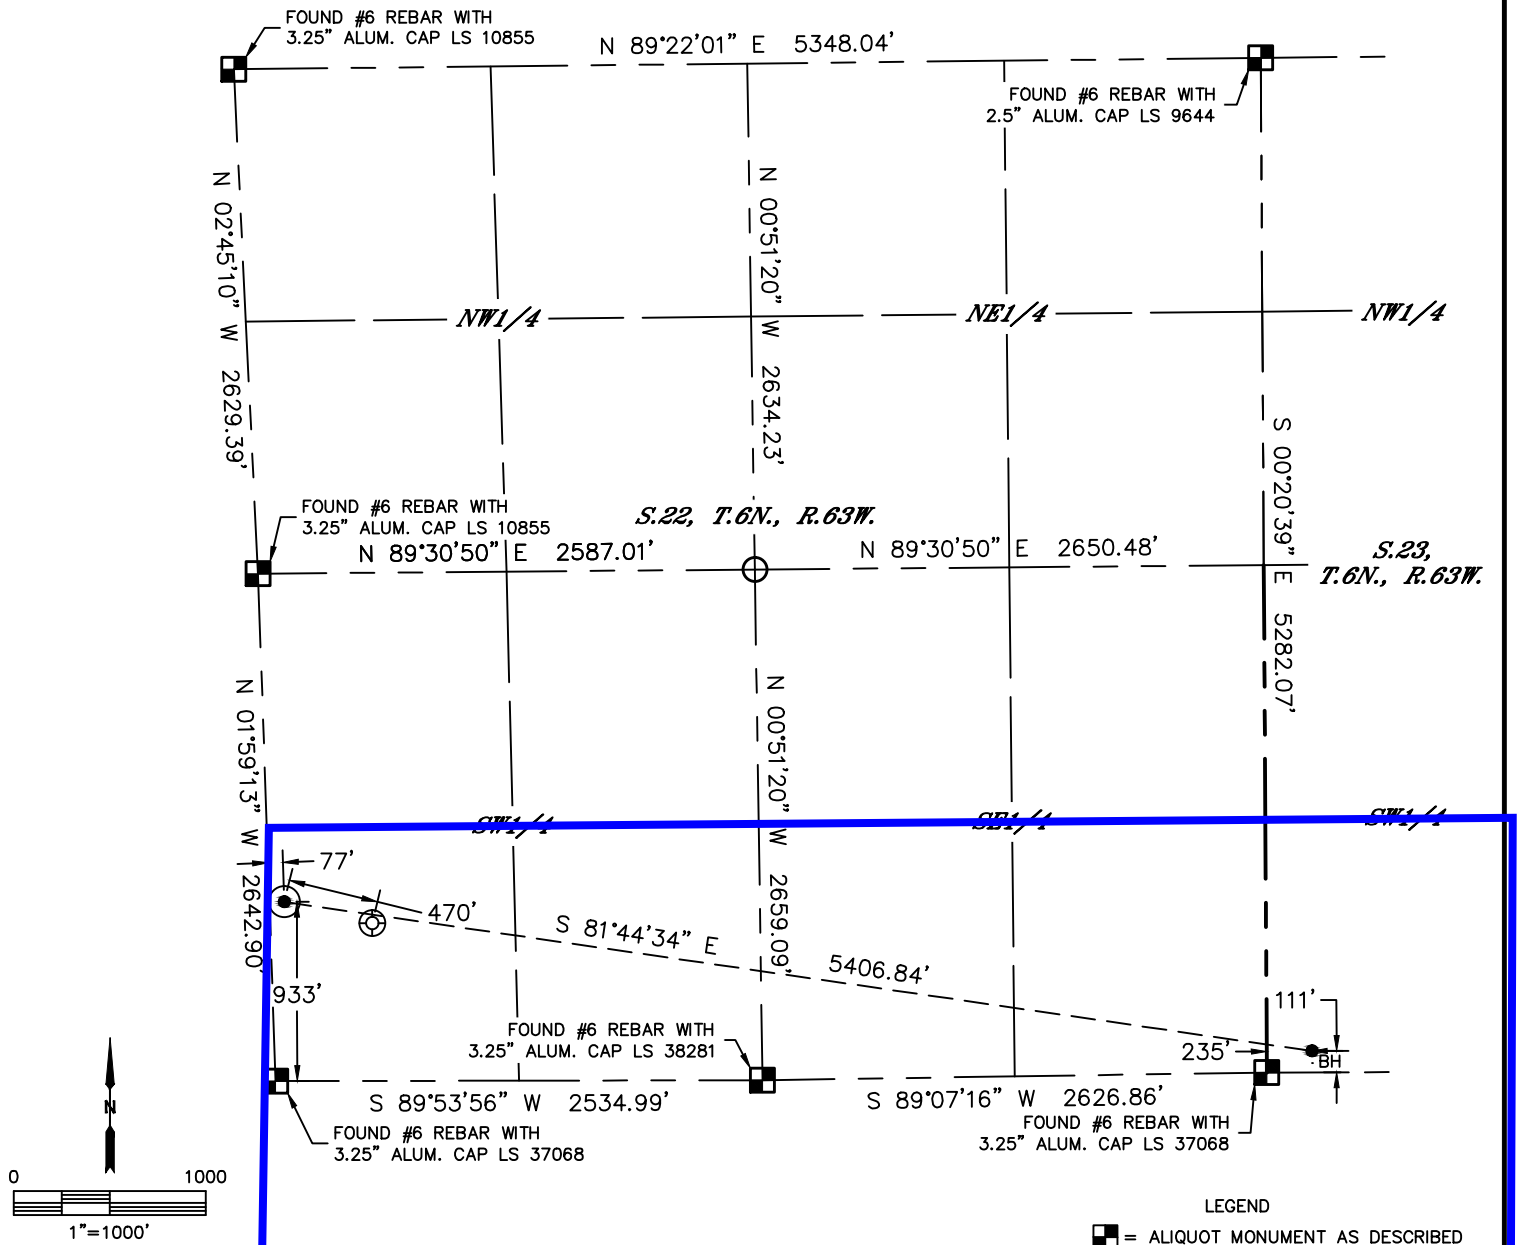 FOUND #6 REBAR WITH
3.25" ALUM. CAP LS 10855
N 89°22'01" E 5348.04'
FOUND #6 REBAR WITH
2.5" ALUM. CAP LS 9644
N 02°45'10" W 2629.39'
N 00°51'20" W 2634.23'
S 00°20'39" E 5282.07'
NW1/4
NE1/4
NW1/4
FOUND #6 REBAR WITH
3.25" ALUM. CAP LS 10855
S.22, T.6N., R.63W.
N 89°30'50" E 2587.01'
N 89°30'50" E 2650.48'
S.23,
T.6N., R.63W.
N 01°59'13" W 2642.90'
N 00°51'20" W 2659.09'
SW1/4
SE1/4
SW1/4
77'
470'
S 81°44'34" E 5406.84'
933'
111'
235'
BH
FOUND #6 REBAR WITH
3.25" ALUM. CAP LS 38281
S 89°53'56" W 2534.99'
S 89°07'16" W 2626.86'
FOUND #6 REBAR WITH
3.25" ALUM. CAP LS 37068
FOUND #6 REBAR WITH
3.25" ALUM. CAP LS 37068
N
0 1000
1"=1000'
LEGEND
= ALIQUOT MONUMENT AS DESCRIBED